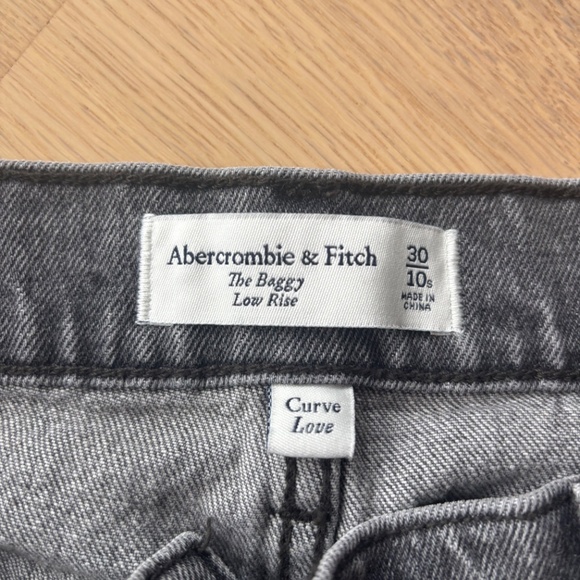 Abercrombie & Fitch
The Baggy
Low Rise
30
10s
MADE IN
CHINA
Curve
Love